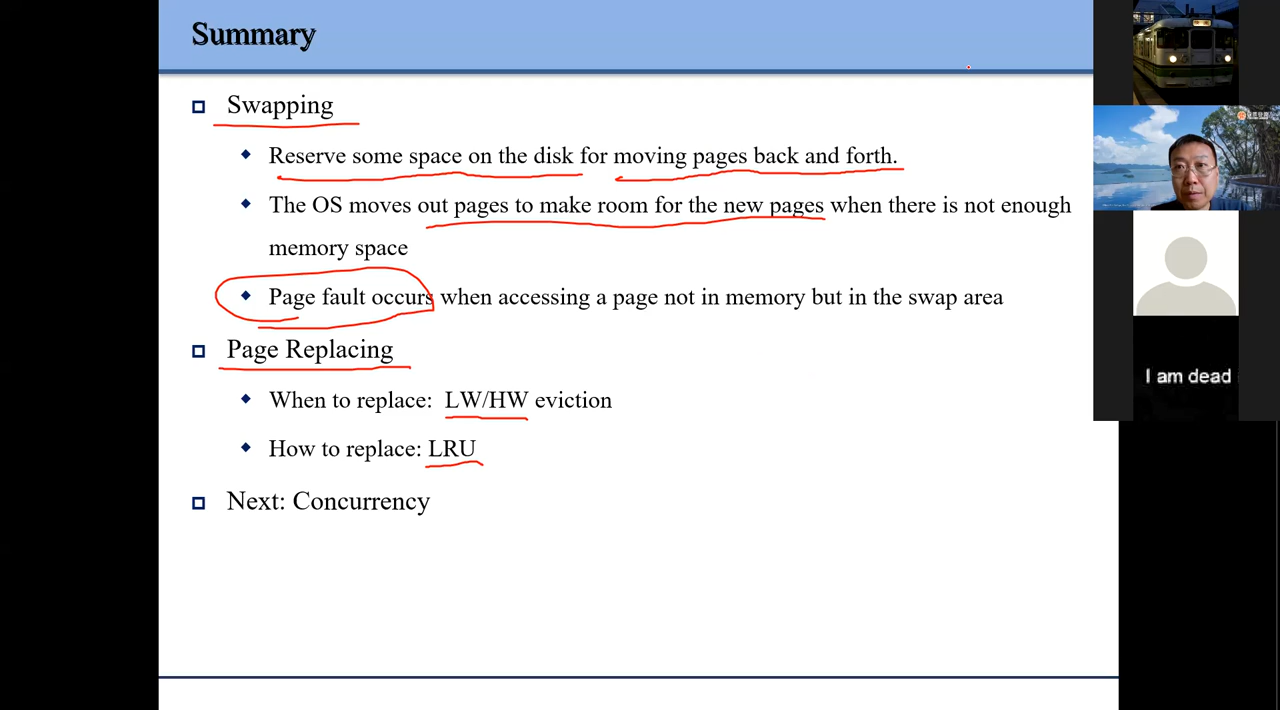 Summary
Swapping
Reserve some space on the disk for moving pages back and forth.
The OS moves out pages to make room for the new pages when there is not enough
memory space
Page fault occurs when accessing a page not in memory but in the swap area
Page Replacing
When to replace: LW/HW eviction
How to replace: LRU
Next: Concurrency
I am dead